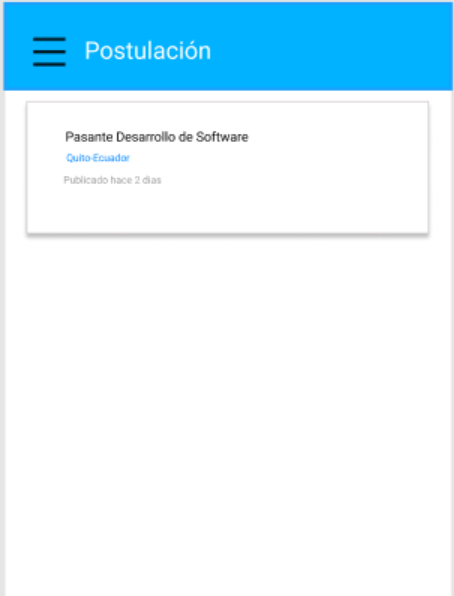 Postulación
Pasante Desarrollo de Software
Quito-Ecuador
Publicado hace 2 dias